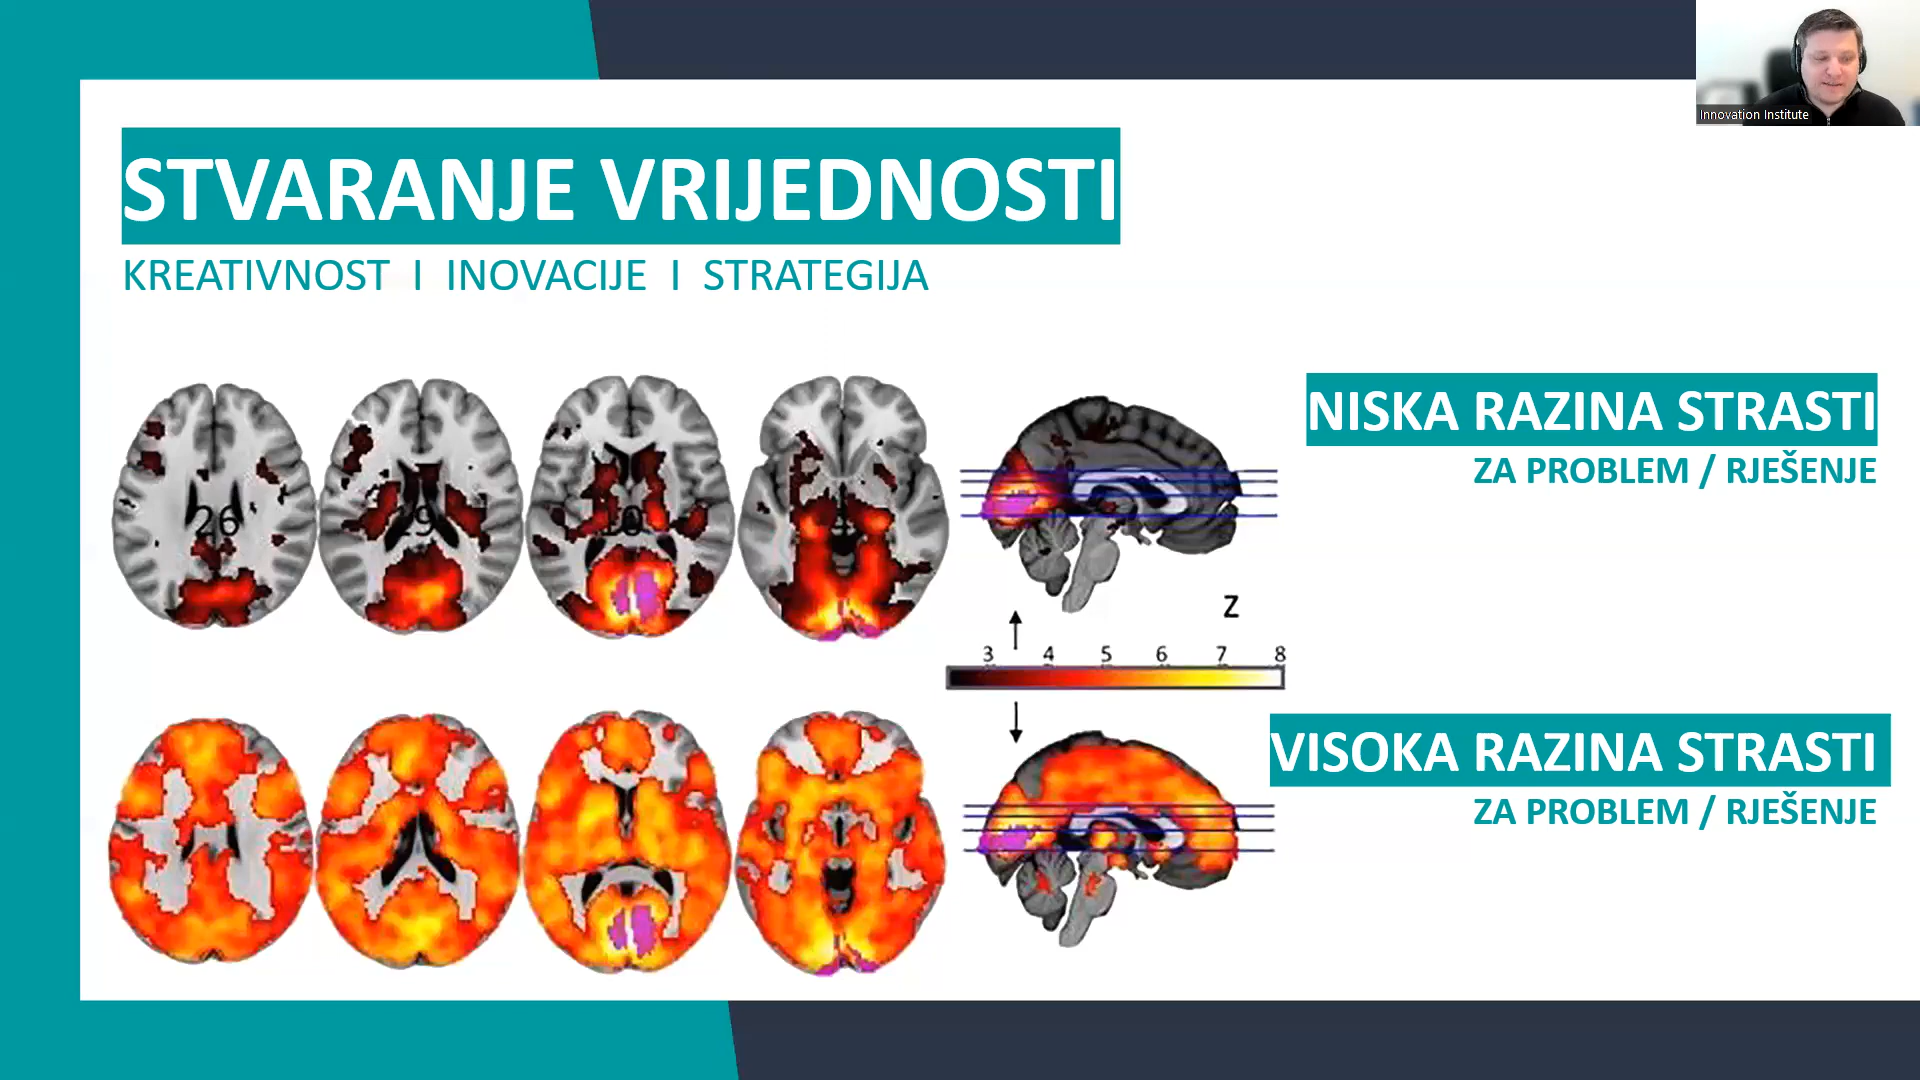 Innovation Institute
STVARANJE VRIJEDNOSTI
KREATIVNOST I INOVACIJE I STRATEGIJA
NISKA RAZINA STRASTI
ZA PROBLEM / RJEŠENJE
26
Z
3 4 5 6 7 8
VISOKA RAZINA STRASTI
ZA PROBLEM / RJEŠENJE